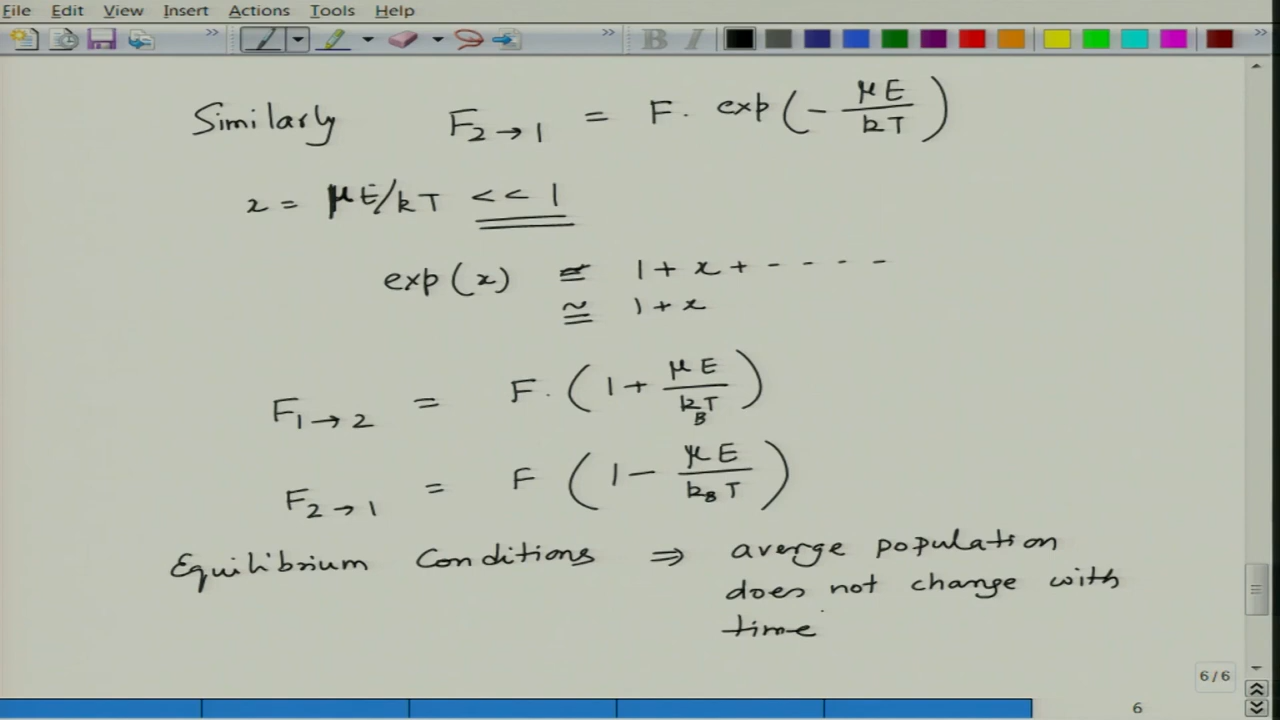 File Edit View Insert Actions Tools Help
B I
Similarly F₂→₁ = F. exp(− μE/kT)
x = μE/kT << 1
exp(x) ≅ 1 + x + - - - - -
≅ 1 + x
F₁→₂ = F. (1 + μE/k_BT)
F₂→₁ = F (1 − μE/k_BT)
Equilibrium Conditions ⇒ averge population
does not change with
time
6/6
6